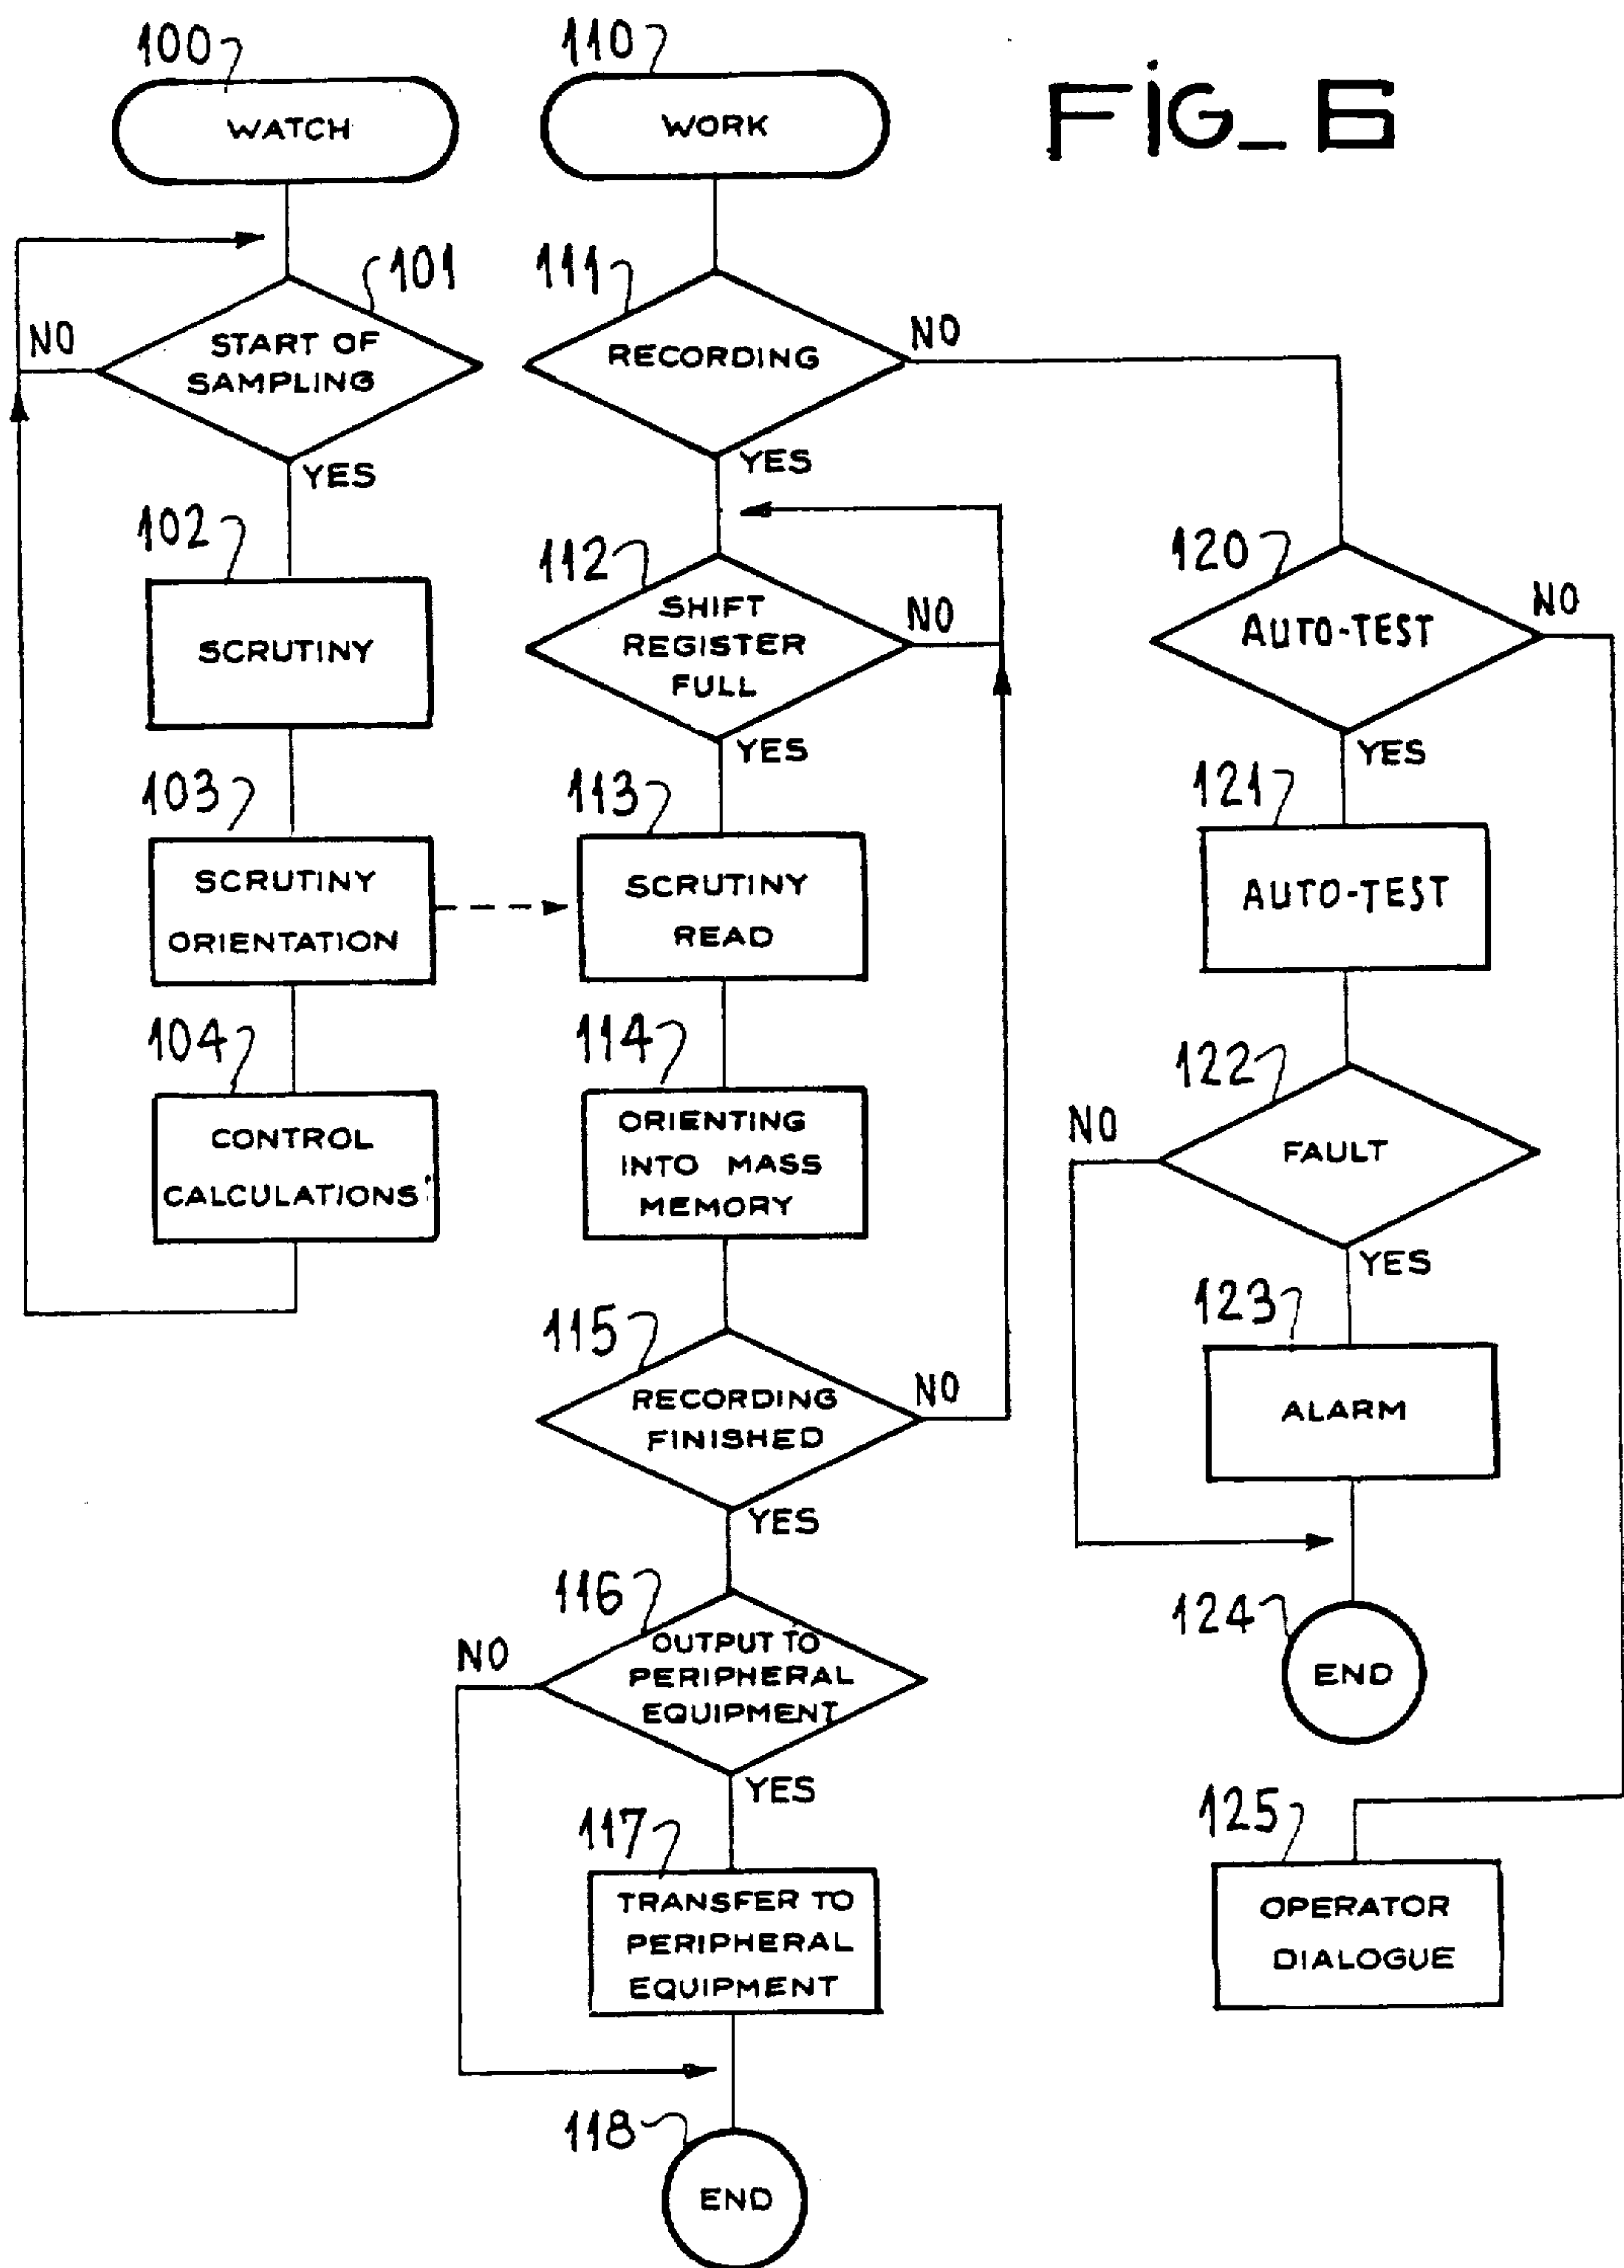 FIG_6
100
WATCH
101
START OF
SAMPLING
NO
YES
102
SCRUTINY
103
SCRUTINY
ORIENTATION
104
CONTROL
CALCULATIONS
110
WORK
111
RECORDING
NO
YES
112
SHIFT
REGISTER
FULL
NO
YES
113
SCRUTINY
READ
114
ORIENTING
INTO MASS
MEMORY
115
RECORDING
FINISHED
NO
YES
116
OUTPUT TO
PERIPHERAL
EQUIPMENT
NO
YES
117
TRANSFER TO
PERIPHERAL
EQUIPMENT
118
END
120
AUTO-TEST
NO
YES
121
AUTO-TEST
122
FAULT
NO
YES
123
ALARM
124
END
125
OPERATOR
DIALOGUE